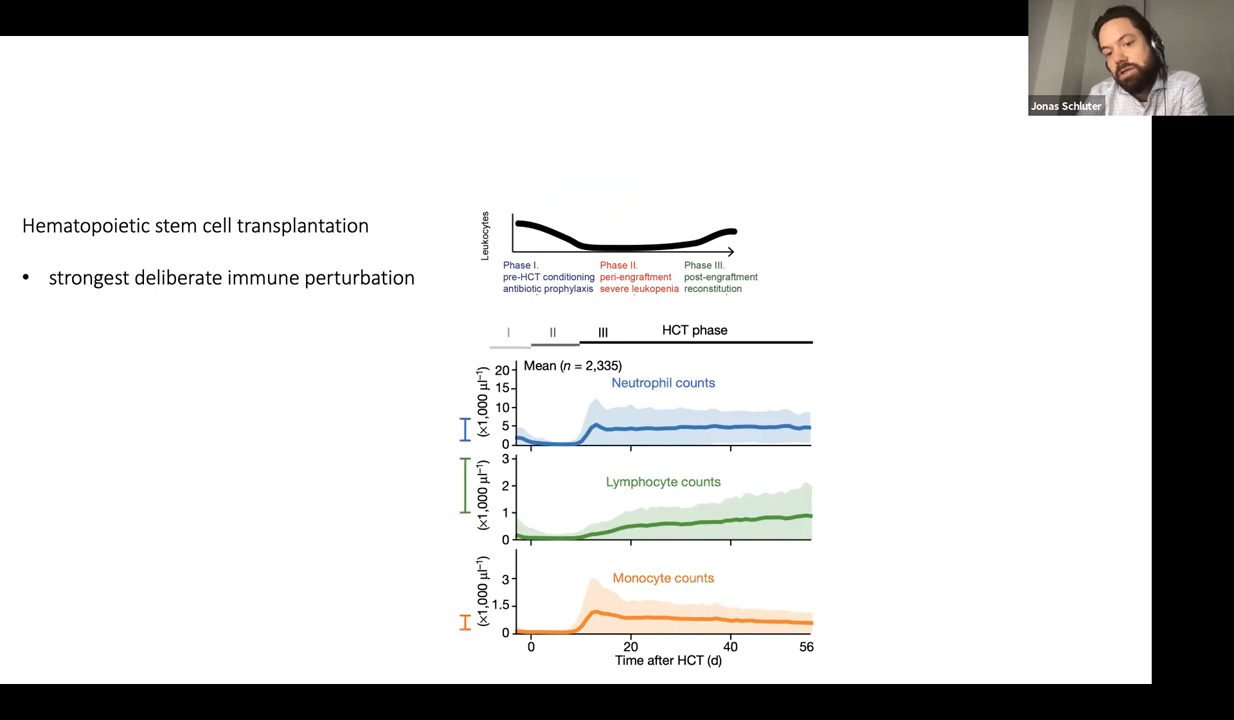 Jonas Schluter
Hematopoietic stem cell transplantation
• strongest deliberate immune perturbation
Leukocytes
Phase I.
pre-HCT conditioning
antibiotic prophylaxis
Phase II.
peri-engraftment
severe leukopenia
Phase III.
post-engraftment
reconstitution
I II III HCT phase
Mean (n = 2,335)
Neutrophil counts
(×1,000 µl⁻¹)
20
15
10
5
0
Lymphocyte counts
(×1,000 µl⁻¹)
3
2
1
0
Monocyte counts
(×1,000 µl⁻¹)
3
1.5
0
0 20 40 56
Time after HCT (d)